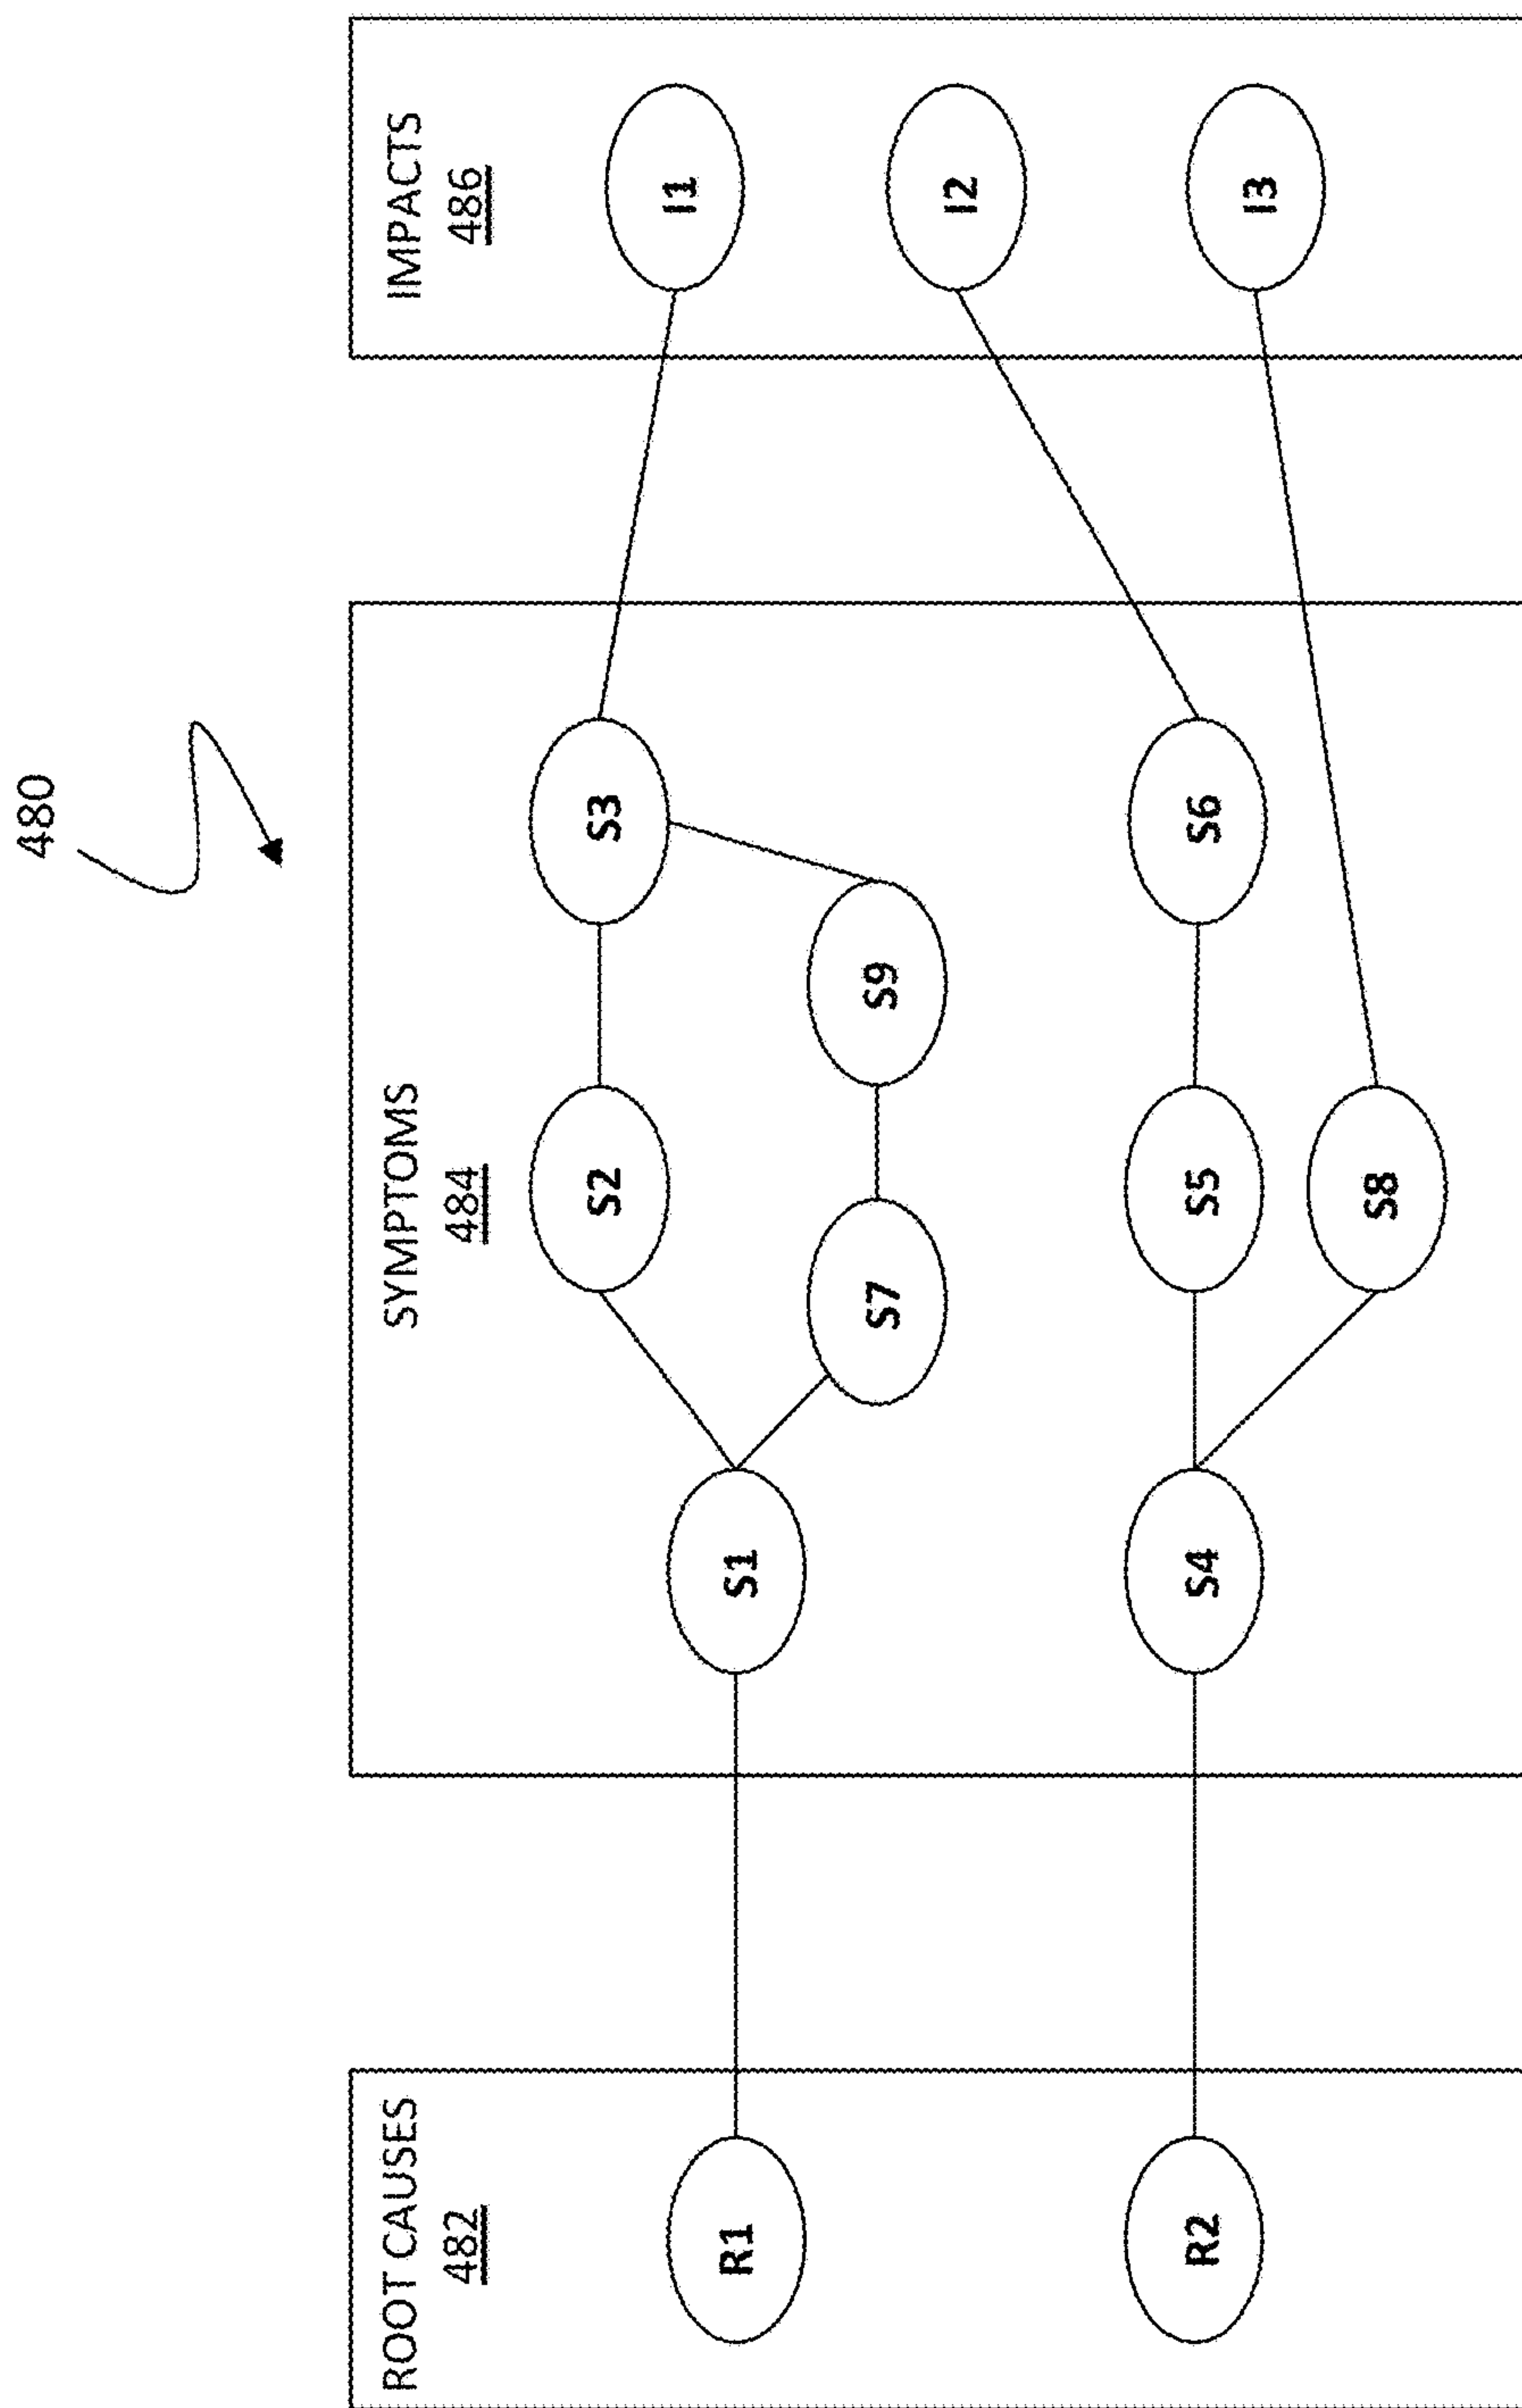 480
ROOT CAUSES
482
SYMPTOMS
484
IMPACTS
486
R1
S1
S2
S3
I1
S7
S9
I2
R2
S4
S5
S6
I3
S8